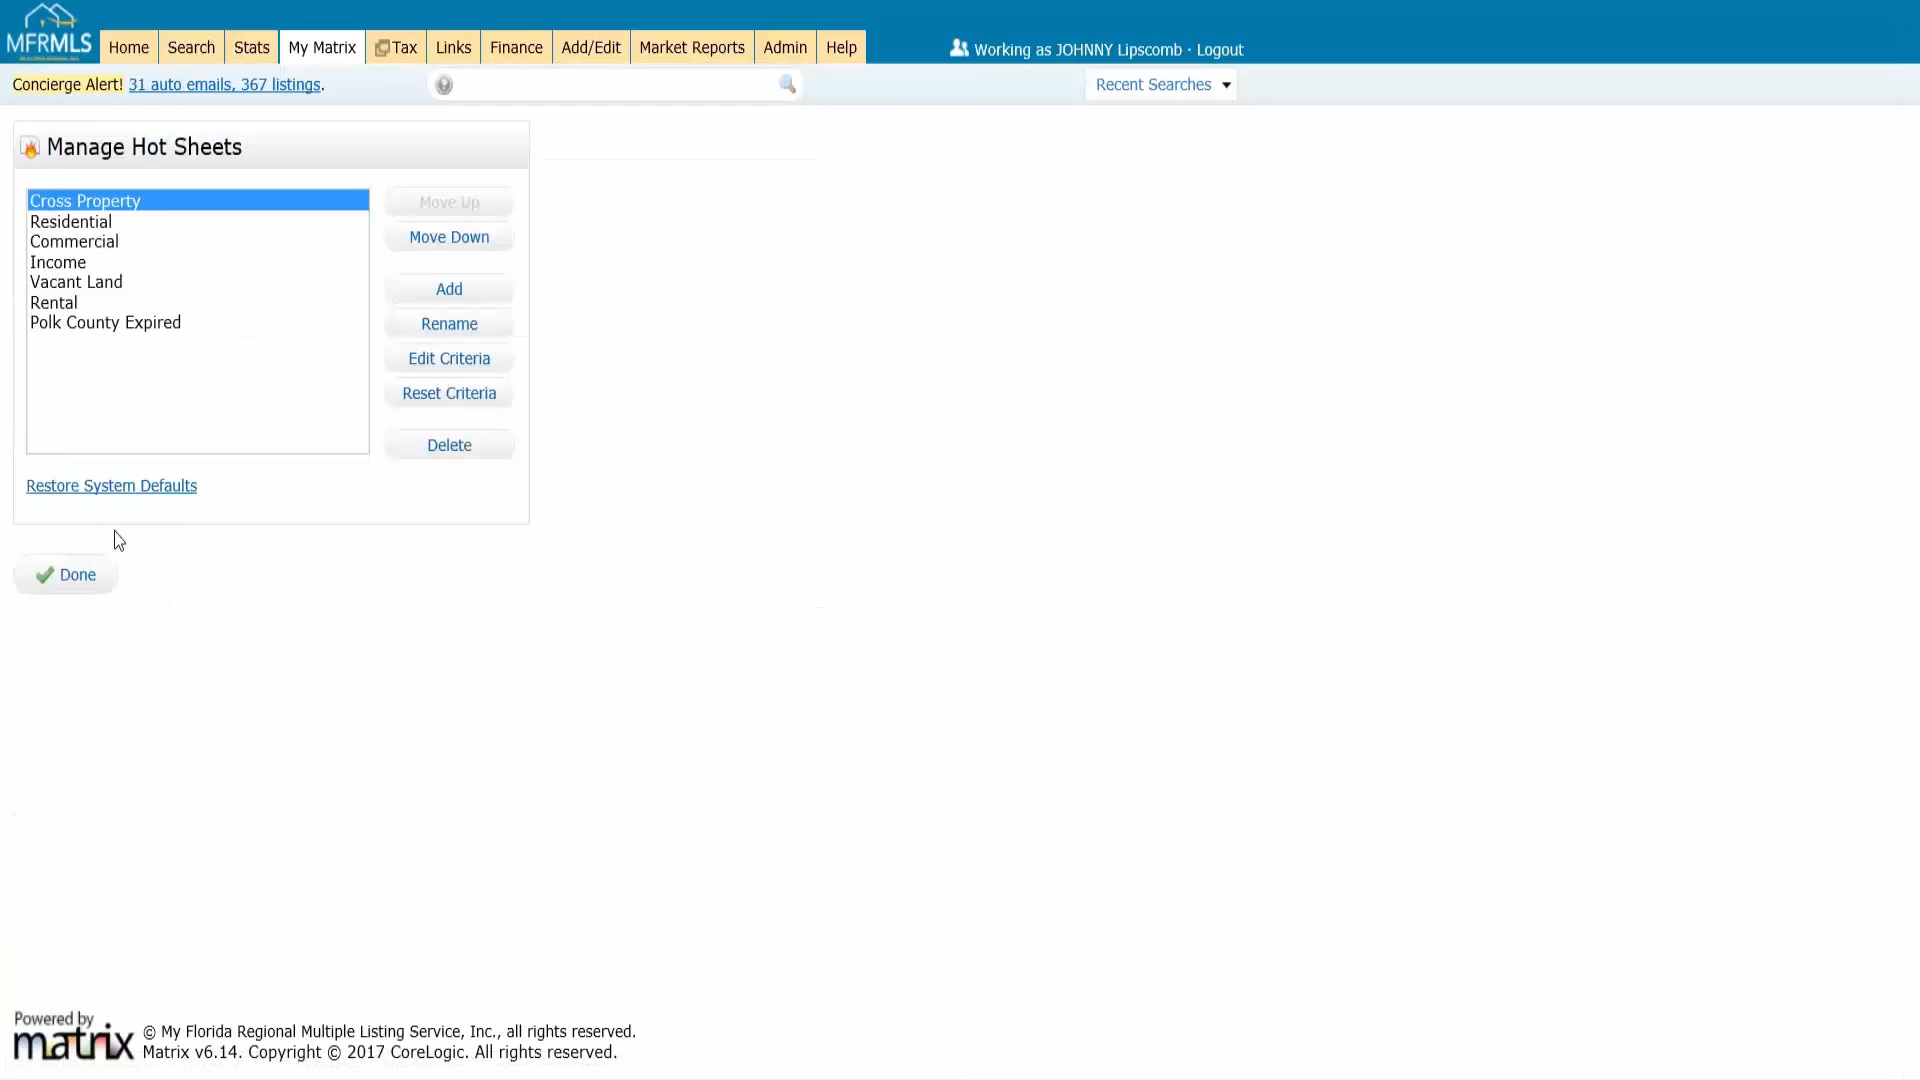 MFRMLS
Home Search Stats My Matrix Tax Links Finance Add/Edit Market Reports Admin Help
Working as JOHNNY Lipscomb · Logout
Concierge Alert! 31 auto emails, 367 listings.
Recent Searches
Manage Hot Sheets
Cross Property
Residential
Commercial
Income
Vacant Land
Rental
Polk County Expired
Move Up
Move Down
Add
Rename
Edit Criteria
Reset Criteria
Delete
Restore System Defaults
Done
Powered by
matrix
© My Florida Regional Multiple Listing Service, Inc., all rights reserved.
Matrix v6.14. Copyright © 2017 CoreLogic. All rights reserved.